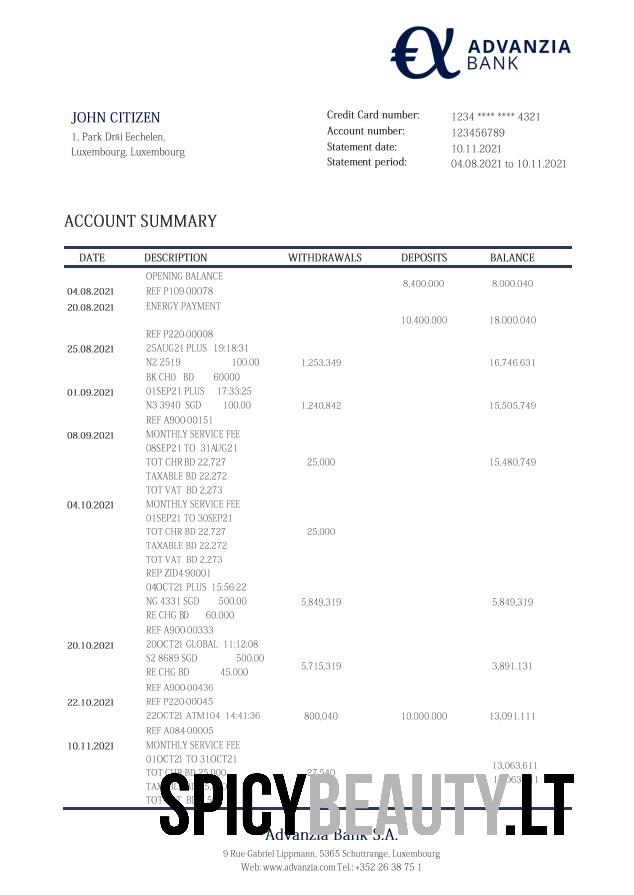 €α ADVANZIA
BANK
JOHN CITIZEN
1, Park Dräi Eechelen,
Luxembourg, Luxembourg
Credit Card number: 1234 **** **** 4321
Account number: 123456789
Statement date: 10.11.2021
Statement period: 04.08.2021 to 10.11.2021
ACCOUNT SUMMARY
DATE DESCRIPTION WITHDRAWALS DEPOSITS BALANCE
OPENING BALANCE
8,400.000 8.000.040
04.08.2021 REF P109-00078
20.08.2021 ENERGY PAYMENT
10.400.000 18.000.040
REF P220-00008
25.08.2021 25AUG21 PLUS 19:18:31
N2 2519 100.00 1,253,349 16,746.631
BK CHO BD 60000
01.09.2021 01SEP21 PLUS 17:33:25
N3 3940 SGD 100.00 1,240,842 15,505,749
REF A900-00151
08.09.2021 MONTHLY SERVICE FEE
08SEP21 TO 31AUG21
TOT CHR BD 22,727 25,000 15,480,749
TAXABLE BD 22,272
TOT VAT BD 2,273
04.10.2021 MONTHLY SERVICE FEE
01SEP21 TO 30SEP21
TOT CHR BD 22,727 25,000
TAXABLE BD 22,272
TOT VAT BD 2,273
REP ZID4-90001
04OCT21 PLUS 15:56:22
NG 4331 SGD 500.00 5,849,319 5,849,319
RE CHG BD 60.000
REF A900-00333
20.10.2021 20OCT21 GLOBAL 11:12:08
S2 8689 SGD 500.00
5,715,319 3,891.131
RE CHG BD 45.000
REF A900-00436
22.10.2021 REF P220-00045
22OCT21 ATM104 14:41:36 800,040 10.000.000 13,091.111
REF A084-00005
10.11.2021 MONTHLY SERVICE FEE
01OCT21 TO 31OCT21
13,063.611
TOT CHR BD 25,000 27,540
SPICYBEAUTY.LT
Advanzia Bank S.A.
9 Rue Gabriel Lippmann, 5365 Schuttrange, Luxembourg
Web: www.advanzia.com Tel.: +352 26 38 75 1